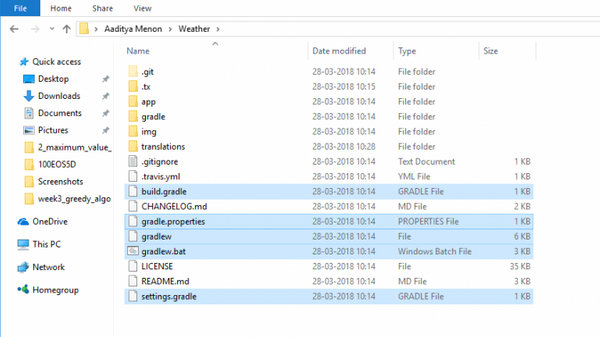 File Home Share View
Aaditya Menon Weather
Name Date modified Type Size
Quick access
Desktop
Downloads
Documents
Pictures
2_maximum_value_
100EOS5D
Screenshots
week3_greedy_algo
OneDrive
This PC
Network
Homegroup
.git 28-03-2018 10:14 File folder
.tx 28-03-2018 10:15 File folder
app 28-03-2018 10:14 File folder
gradle 28-03-2018 10:14 File folder
img 28-03-2018 10:14 File folder
translations 28-03-2018 10:28 File folder
.gitignore 28-03-2018 10:14 Text Document 1 KB
.travis.yml 28-03-2018 10:14 YML File 1 KB
build.gradle 28-03-2018 10:14 GRADLE File 1 KB
CHANGELOG.md 28-03-2018 10:14 MD File 2 KB
gradle.properties 28-03-2018 10:14 PROPERTIES File 1 KB
gradlew 28-03-2018 10:14 File 6 KB
gradlew.bat 28-03-2018 10:14 Windows Batch File 3 KB
LICENSE 28-03-2018 10:14 File 35 KB
README.md 28-03-2018 10:14 MD File 3 KB
settings.gradle 28-03-2018 10:14 GRADLE File 1 KB